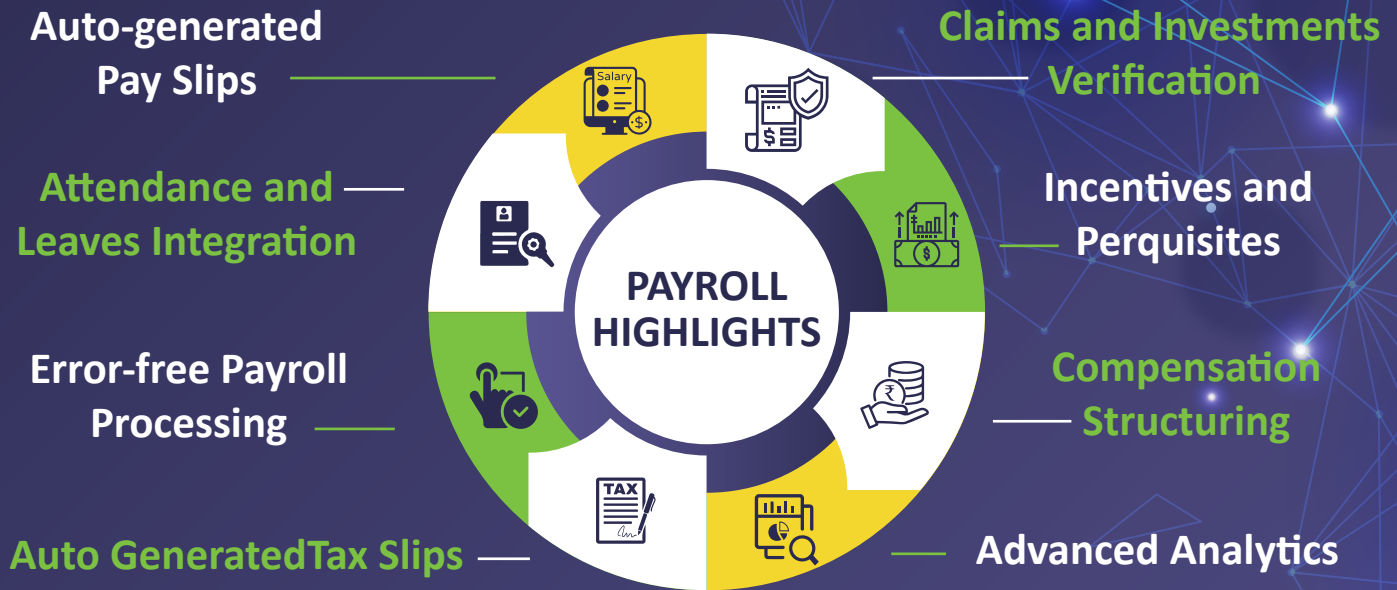 Auto-generated
Pay Slips
Claims and Investments
Verification
Salary
$
$
Attendance and
Leaves Integration
Incentives and
Perquisites
$
PAYROLL
HIGHLIGHTS
Error-free Payroll
Processing
Compensation
Structuring
₹
TAX
Auto GeneratedTax Slips
Advanced Analytics